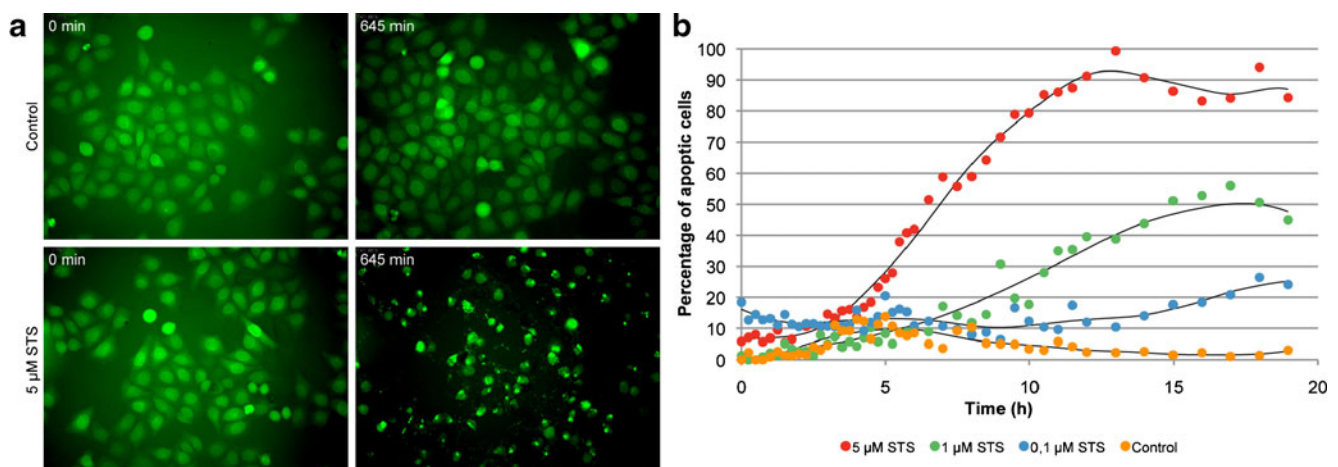 a
0 min
645 min
Control
0 min
645 min
5 µM STS
b
Percentage of apoptic cells
100
90
80
70
60
50
40
30
20
10
0
0
5
10
15
20
Time (h)
5 µM STS
1 µM STS
0,1 µM STS
Control